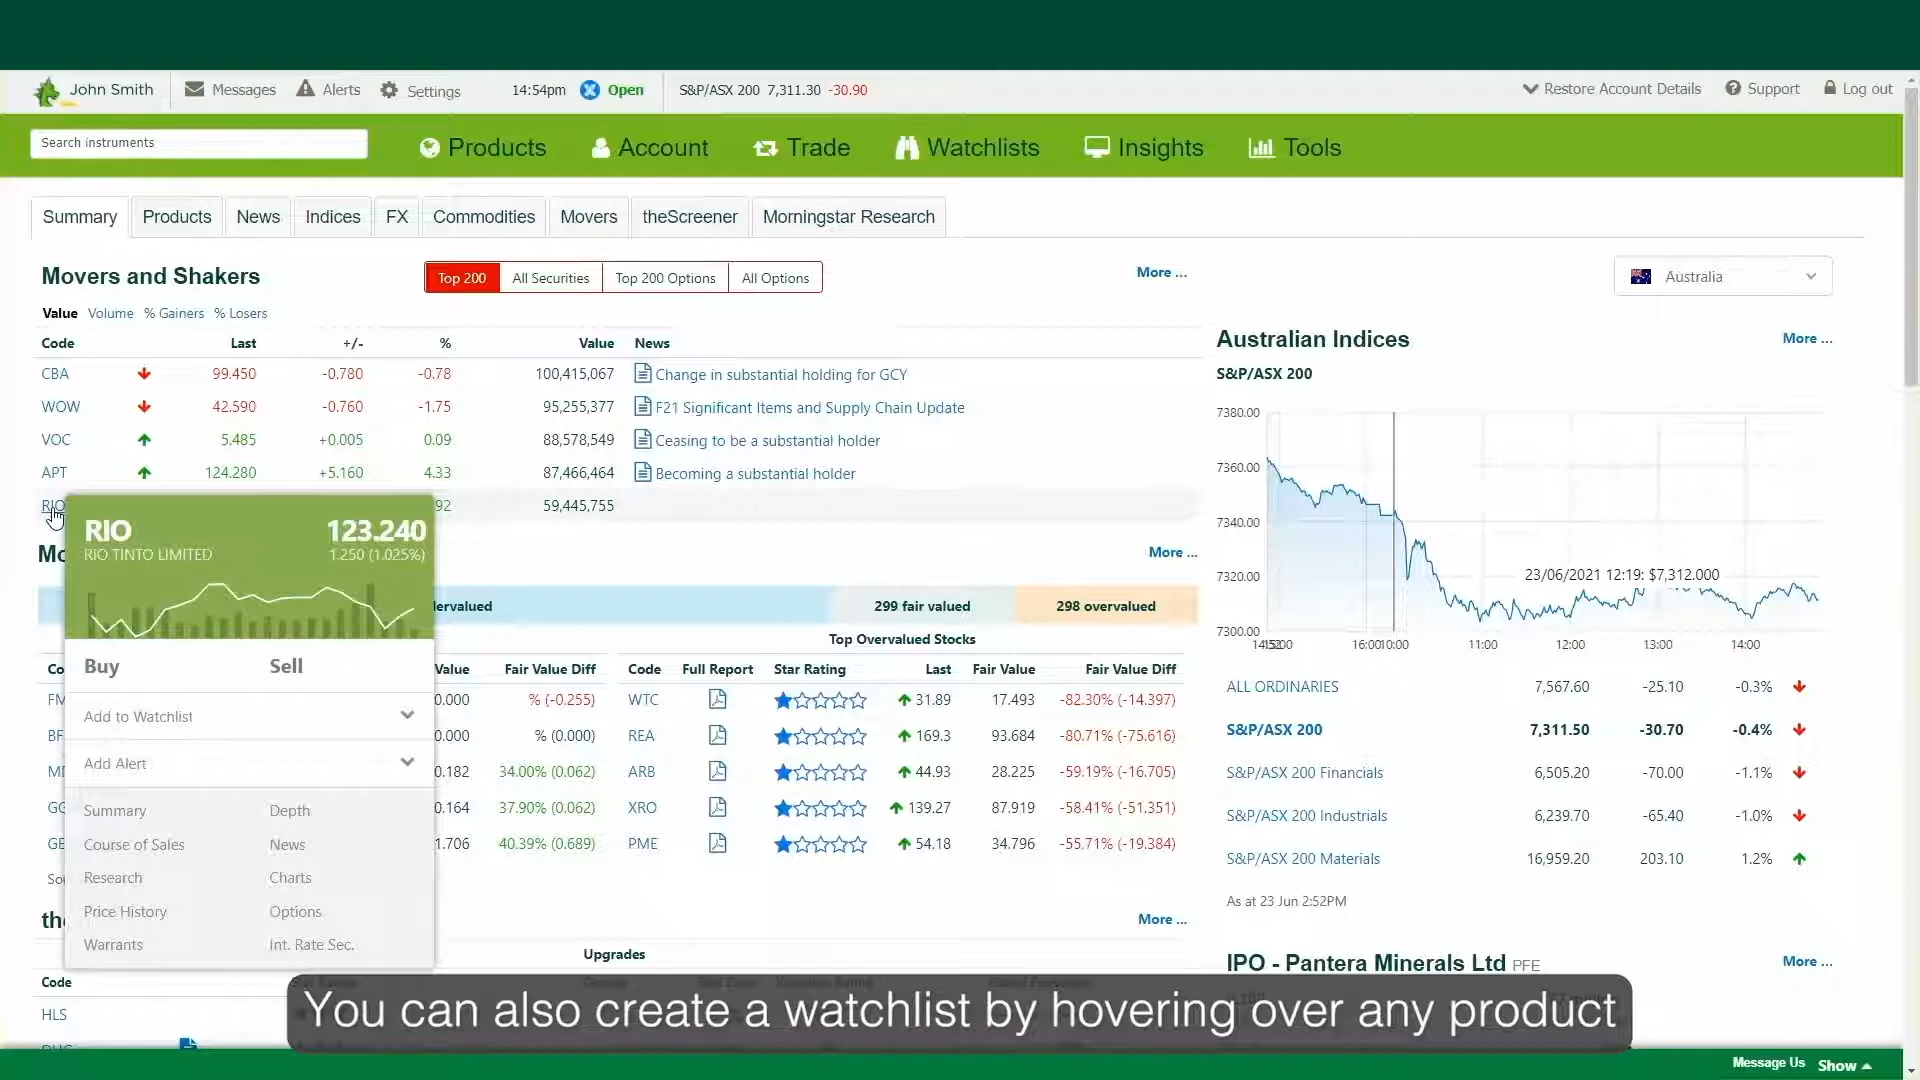 John Smith Messages Alerts Settings 14:54pm Open S&P/ASX 200 7,311.30 -30.90 Restore Account Details Support Log out
Search instruments Products Account Trade Watchlists Insights Tools
Summary Products News Indices FX Commodities Movers theScreener Morningstar Research
Movers and Shakers Top 200 All Securities Top 200 Options All Options More ...
Value Volume % Gainers % Losers
Code Last +/- % Value News
CBA 99.450 -0.780 -0.78 100,415,067 Change in substantial holding for GCY
WOW 42.590 -0.760 -1.75 95,255,377 F21 Significant Items and Supply Chain Update
VOC 5.485 +0.005 0.09 88,578,549 Ceasing to be a substantial holder
APT 124.280 +5.160 4.33 87,466,464 Becoming a substantial holder
RIO 92 59,445,755
RIO 123.240
RIO TINTO LIMITED 1.250 (1.025%)
Buy Sell
Add to Watchlist
Add Alert
Summary Depth
Course of Sales News
Research Charts
Price History Options
Warrants Int. Rate Sec.
Mo More ...
lervalued 299 fair valued 298 overvalued
Top Overvalued Stocks
Co Value Fair Value Diff Code Full Report Star Rating Last Fair Value Fair Value Diff
FM 0.000 % (-0.255) WTC 31.89 17.493 -82.30% (-14.397)
BF 0.000 % (0.000) REA 169.3 93.684 -80.71% (-75.616)
MD 0.182 34.00% (0.062) ARB 44.93 28.225 -59.19% (-16.705)
GG 0.164 37.90% (0.062) XRO 139.27 87.919 -58.41% (-51.351)
GE 1.706 40.39% (0.689) PME 54.18 34.796 -55.71% (-19.384)
Sou
the More ...
Upgrades
Code
HLS
Australia
Australian Indices More ...
S&P/ASX 200
7380.00
7360.00
7340.00
7320.00
7300.00
23/06/2021 12:19: $7,312.000
11:00 12:00 13:00 14:00
ALL ORDINARIES 7,567.60 -25.10 -0.3%
S&P/ASX 200 7,311.50 -30.70 -0.4%
S&P/ASX 200 Financials 6,505.20 -70.00 -1.1%
S&P/ASX 200 Industrials 6,239.70 -65.40 -1.0%
S&P/ASX 200 Materials 16,959.20 203.10 1.2%
As at 23 Jun 2:52PM
IPO - Pantera Minerals Ltd PFE More ...
You can also create a watchlist by hovering over any product
Message Us Show